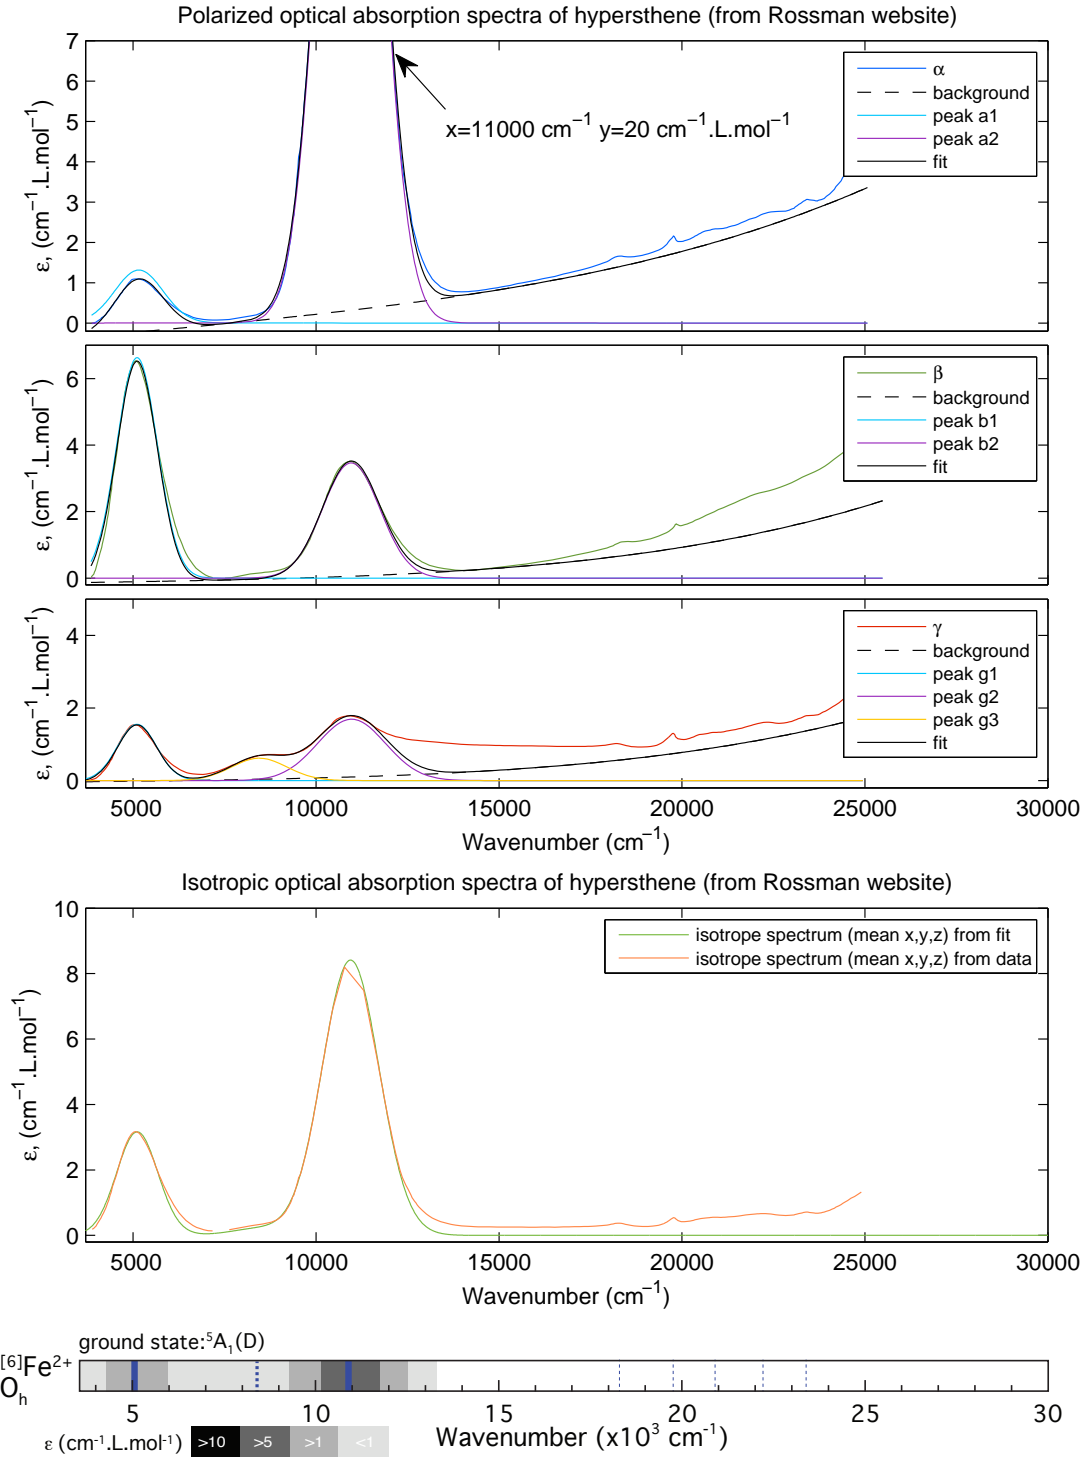 Polarized optical absorption spectra of hypersthene (from Rossman website)
7
6
5
4
3
2
1
0
ε, (cm⁻¹.L.mol⁻¹)
x=11000 cm⁻¹ y=20 cm⁻¹.L.mol⁻¹
α
background
peak a1
peak a2
fit
6
4
2
0
ε, (cm⁻¹.L.mol⁻¹)
β
background
peak b1
peak b2
fit
4
2
0
ε, (cm⁻¹.L.mol⁻¹)
γ
background
peak g1
peak g2
peak g3
fit
5000 10000 15000 20000 25000 30000
Wavenumber (cm⁻¹)
Isotropic optical absorption spectra of hypersthene (from Rossman website)
10
8
6
4
2
0
ε, (cm⁻¹.L.mol⁻¹)
isotrope spectrum (mean x,y,z) from fit
isotrope spectrum (mean x,y,z) from data
5000 10000 15000 20000 25000 30000
Wavenumber (cm⁻¹)
ground state:⁵A₁(D)
[6]Fe²⁺
Oₕ
5 10 15 20 25 30
Wavenumber (x10³ cm⁻¹)
ε (cm⁻¹.L.mol⁻¹) >10 >5 >1 <1